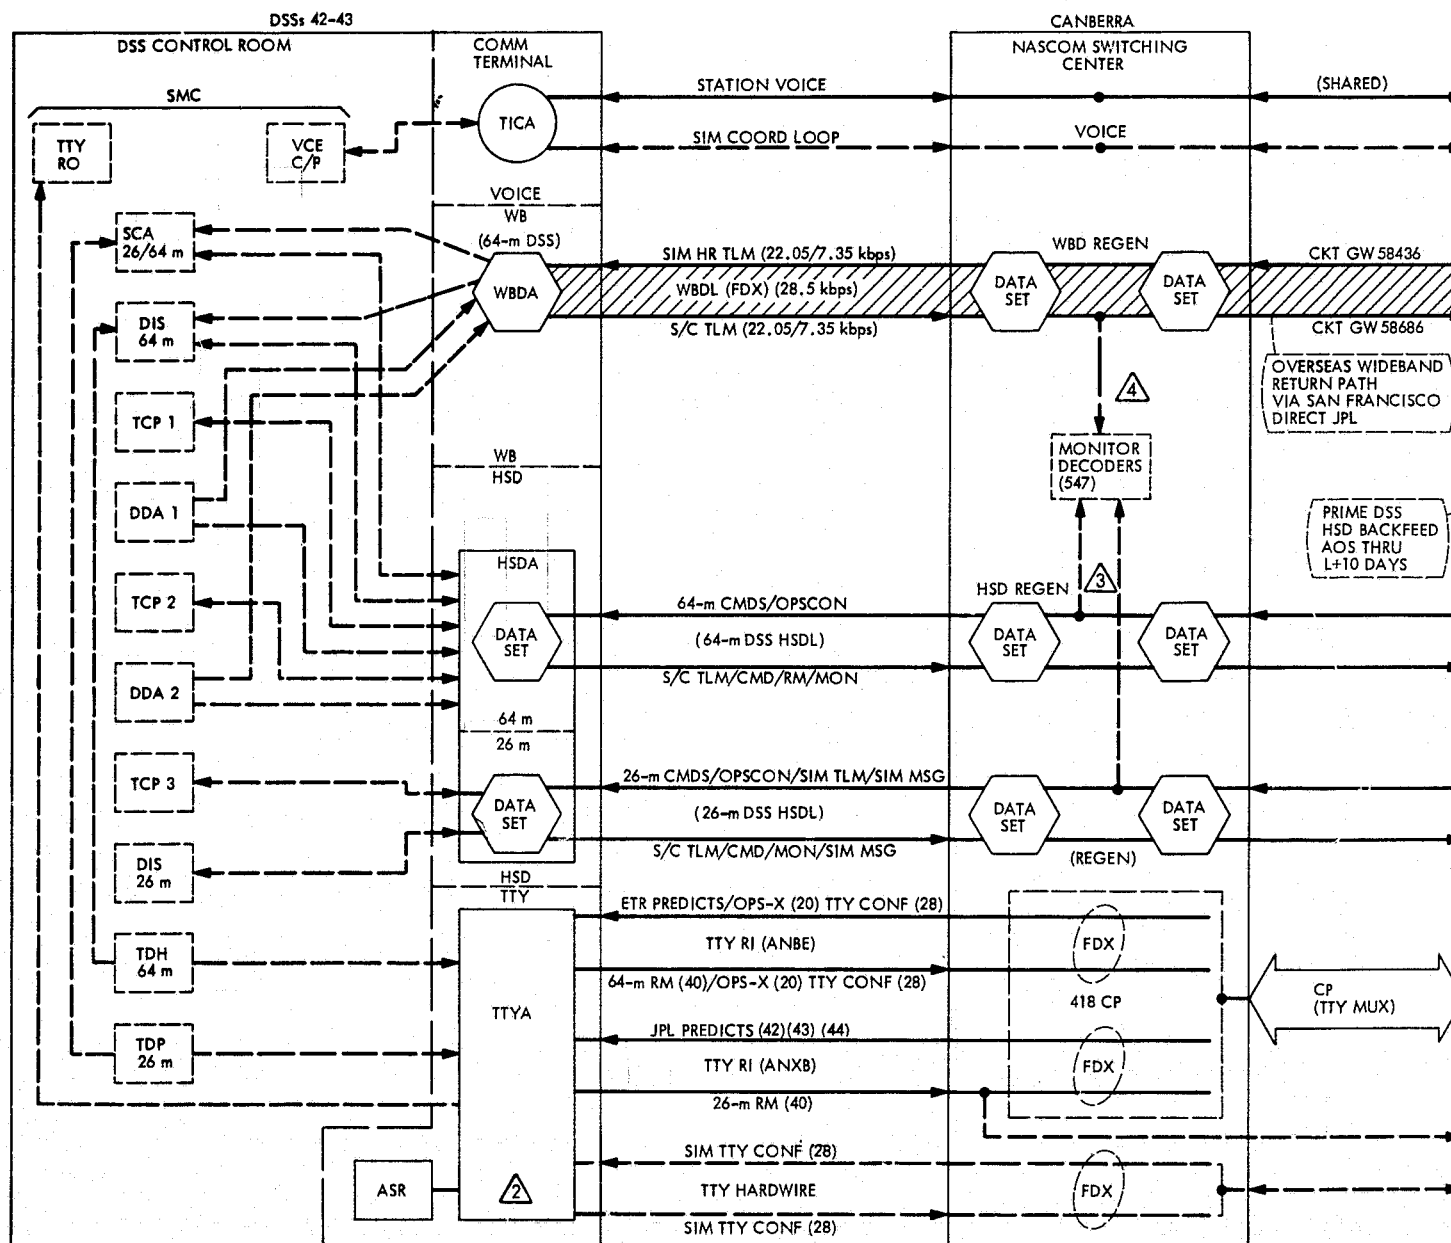 DSSs 42-43
DSS CONTROL ROOM
SMC
TTY
RO
VCE
C/P
SCA
26/64 m
DIS
64 m
TCP 1
DDA 1
TCP 2
DDA 2
TCP 3
DIS
26 m
TDH
64 m
TDP
26 m
ASR
COMM
TERMINAL
TICA
VOICE
WB
(64-m DSS)
WBDA
WB
HSD
HSDA
DATA
SET
64 m
26 m
DATA
SET
HSD
TTY
TTYA
2
STATION VOICE
SIM COORD LOOP
SIM HR TLM (22.05/7.35 kbps)
WBDL (FDX) (28.5 kbps)
S/C TLM (22.05/7.35 kbps)
64-m CMDS/OPSCON
(64-m DSS HSDL)
S/C TLM/CMD/RM/MON
26-m CMDS/OPSCON/SIM TLM/SIM MSG
(26-m DSS HSDL)
S/C TLM/CMD/MON/SIM MSG
ETR PREDICTS/OPS-X (20) TTY CONF (28)
TTY RI (ANBE)
64-m RM (40)/OPS-X (20) TTY CONF (28)
JPL PREDICTS (42)(43) (44)
TTY RI (ANXB)
26-m RM (40)
SIM TTY CONF (28)
TTY HARDWIRE
SIM TTY CONF (28)
CANBERRA
NASCOM SWITCHING
CENTER
VOICE
WBD REGEN
DATA
SET
DATA
SET
4
MONITOR
DECODERS
(547)
3
HSD REGEN
DATA
SET
DATA
SET
DATA
SET
DATA
SET
(REGEN)
FDX
418 CP
FDX
FDX
(SHARED)
CKT GW 58436
CKT GW 58686
OVERSEAS WIDEBAND
RETURN PATH
VIA SAN FRANCISCO
DIRECT JPL
PRIME DSS
HSD BACKFEED
AOS THRU
L+10 DAYS
CP
(TTY MUX)